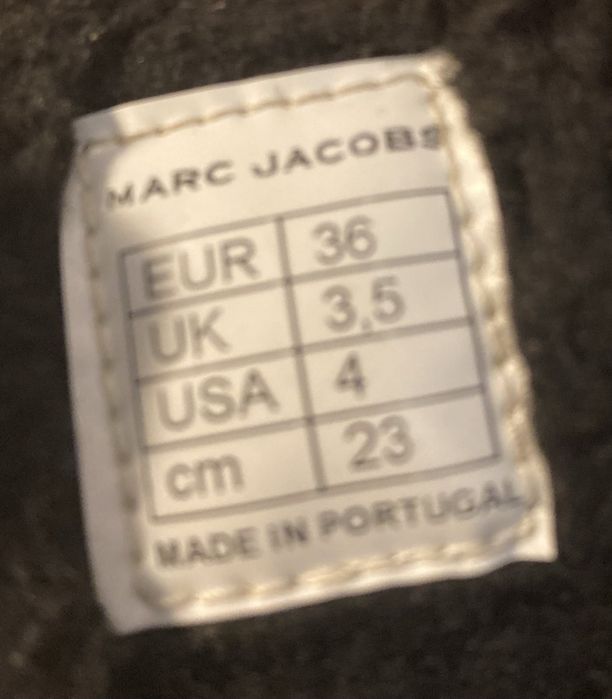 MARC JACOBS
EUR 36
UK 3,5
USA 4
cm 23
MADE IN PORTUGAL